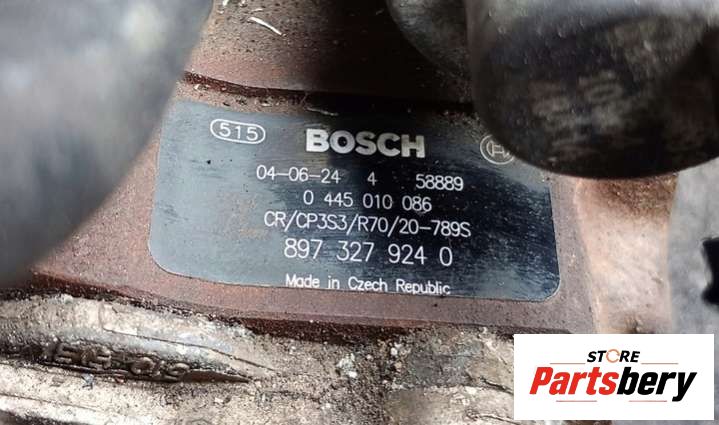 515 BOSCH H
04-06-24 4 58889
0 445 010 086
CR/CP3S3/R70/20-789S
897 327 924 0
Made in Czech Republic
STORE
Partsbery